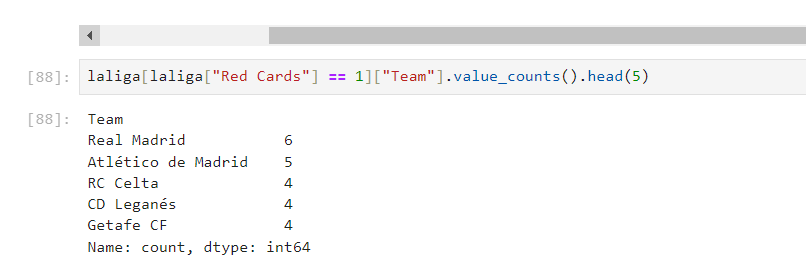 [88]: laliga[laliga["Red Cards"] == 1]["Team"].value_counts().head(5)
[88]: Team
Real Madrid 6
Atlético de Madrid 5
RC Celta 4
CD Leganés 4
Getafe CF 4
Name: count, dtype: int64